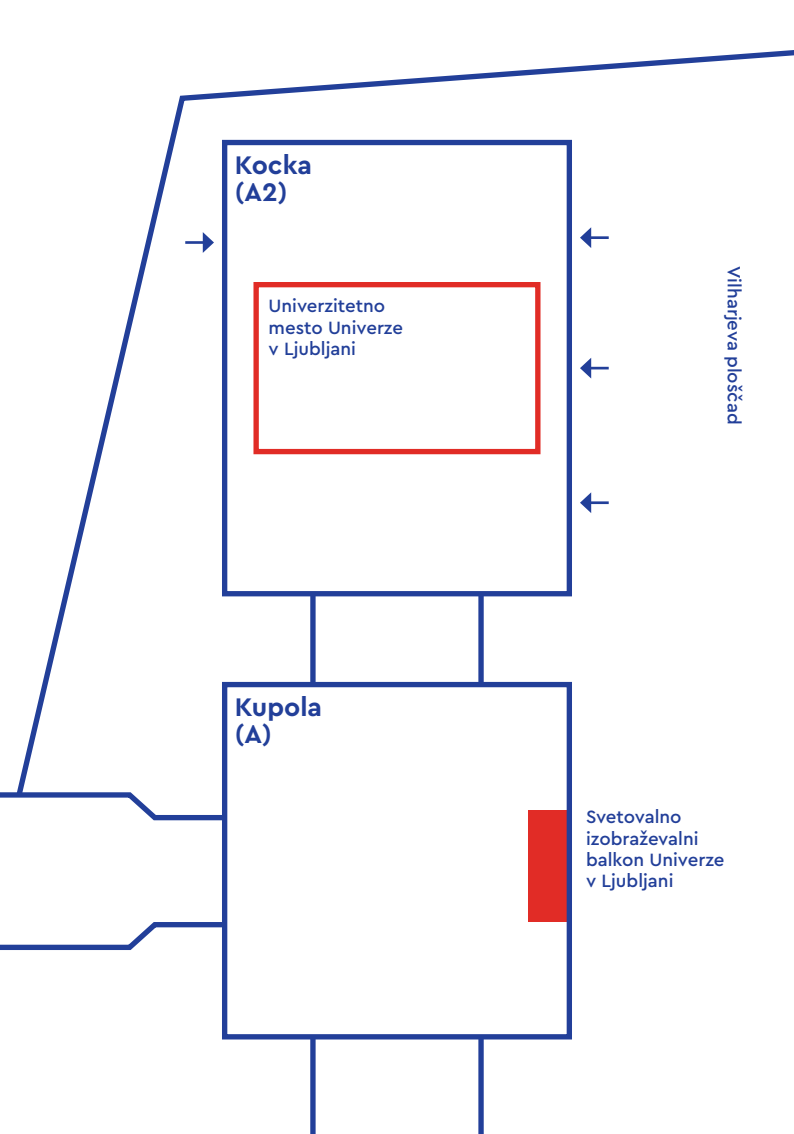 Kocka
(A2)
Univerzitetno
mesto Univerze
v Ljubljani
Vilharjeva ploščad
Kupola
(A)
Svetovalno
izobraževalni
balkon Univerze
v Ljubljani